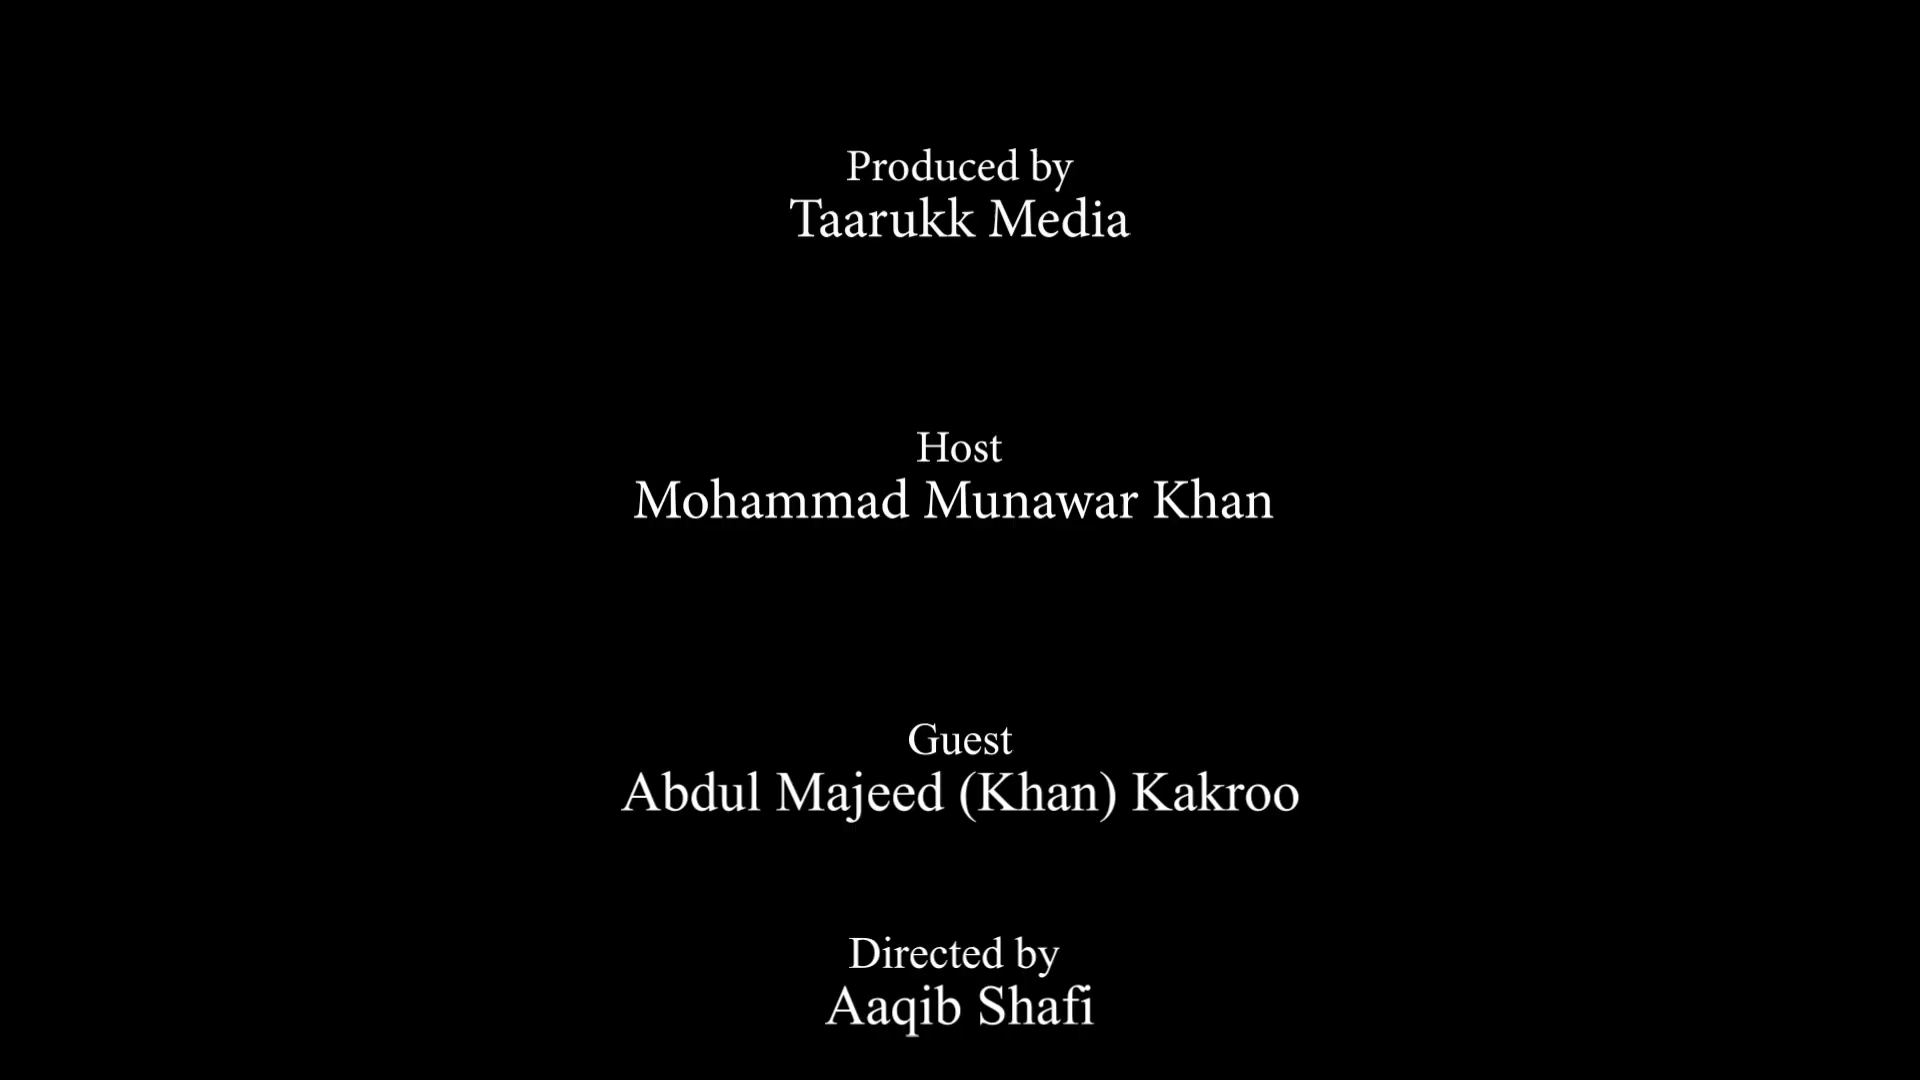 Produced by
Taarukk Media
Host
Mohammad Munawar Khan
Guest
Abdul Majeed (Khan) Kakroo
Directed by
Aaqib Shafi